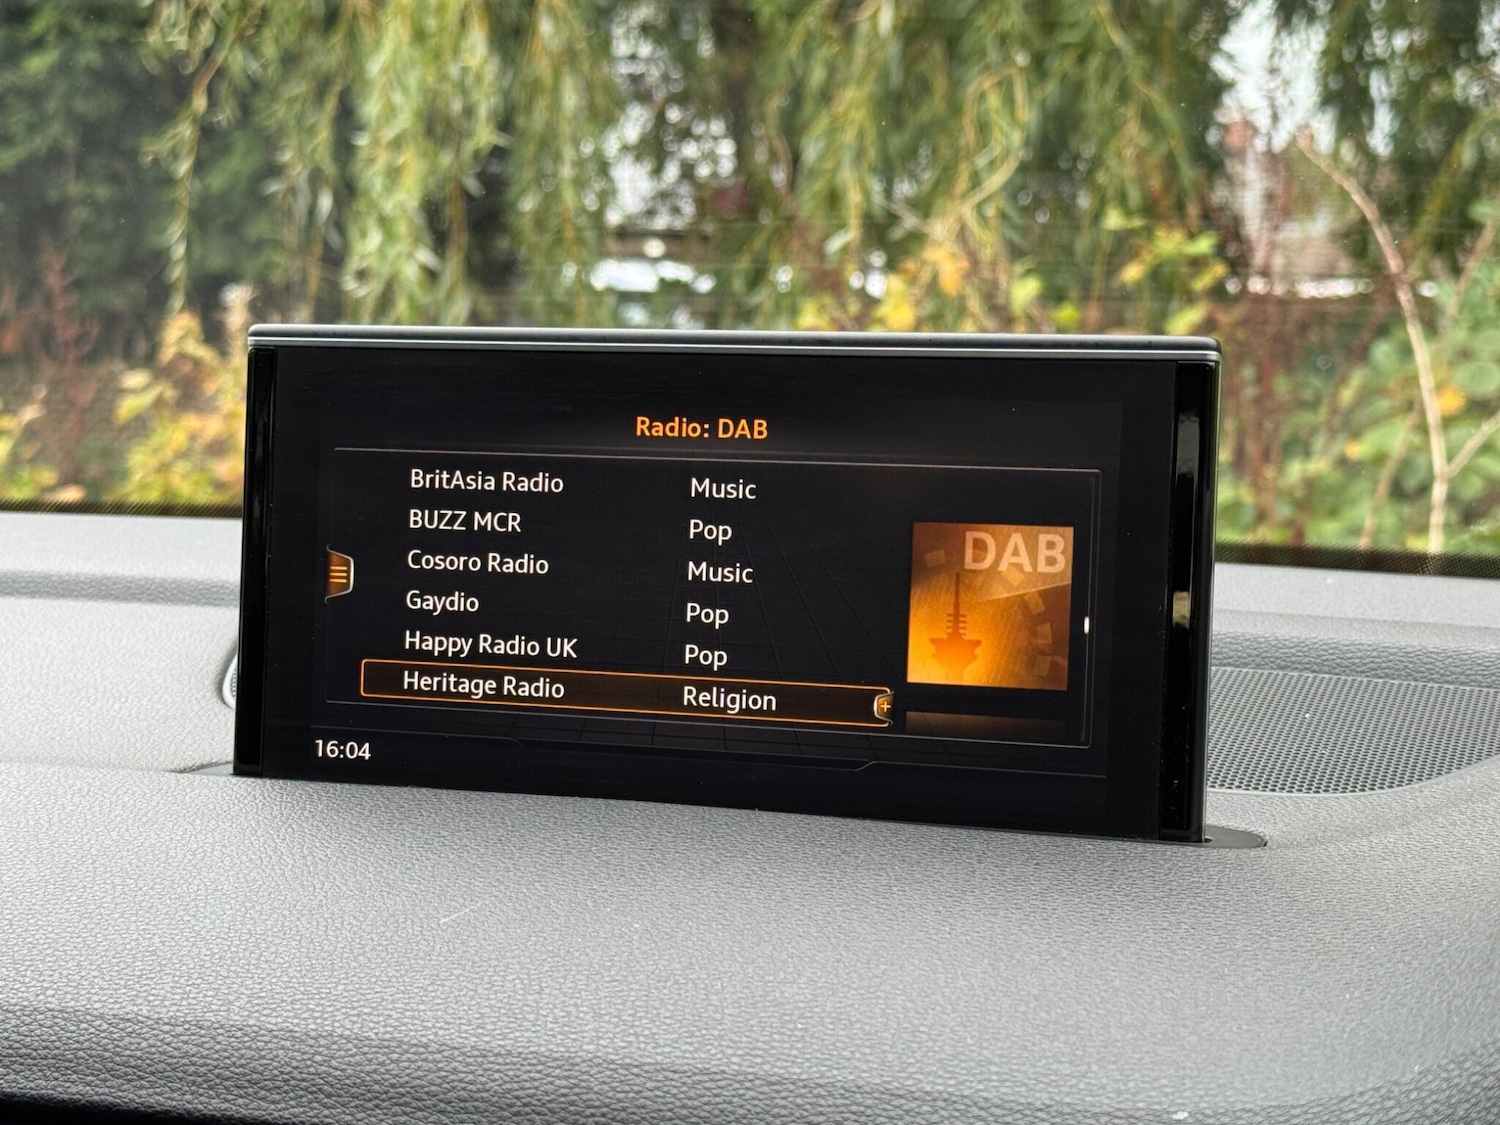 Radio: DAB
BritAsia Radio Music
BUZZ MCR Pop
Cosoro Radio Music
Gaydio Pop
Happy Radio UK Pop
Heritage Radio Religion
DAB
16:04